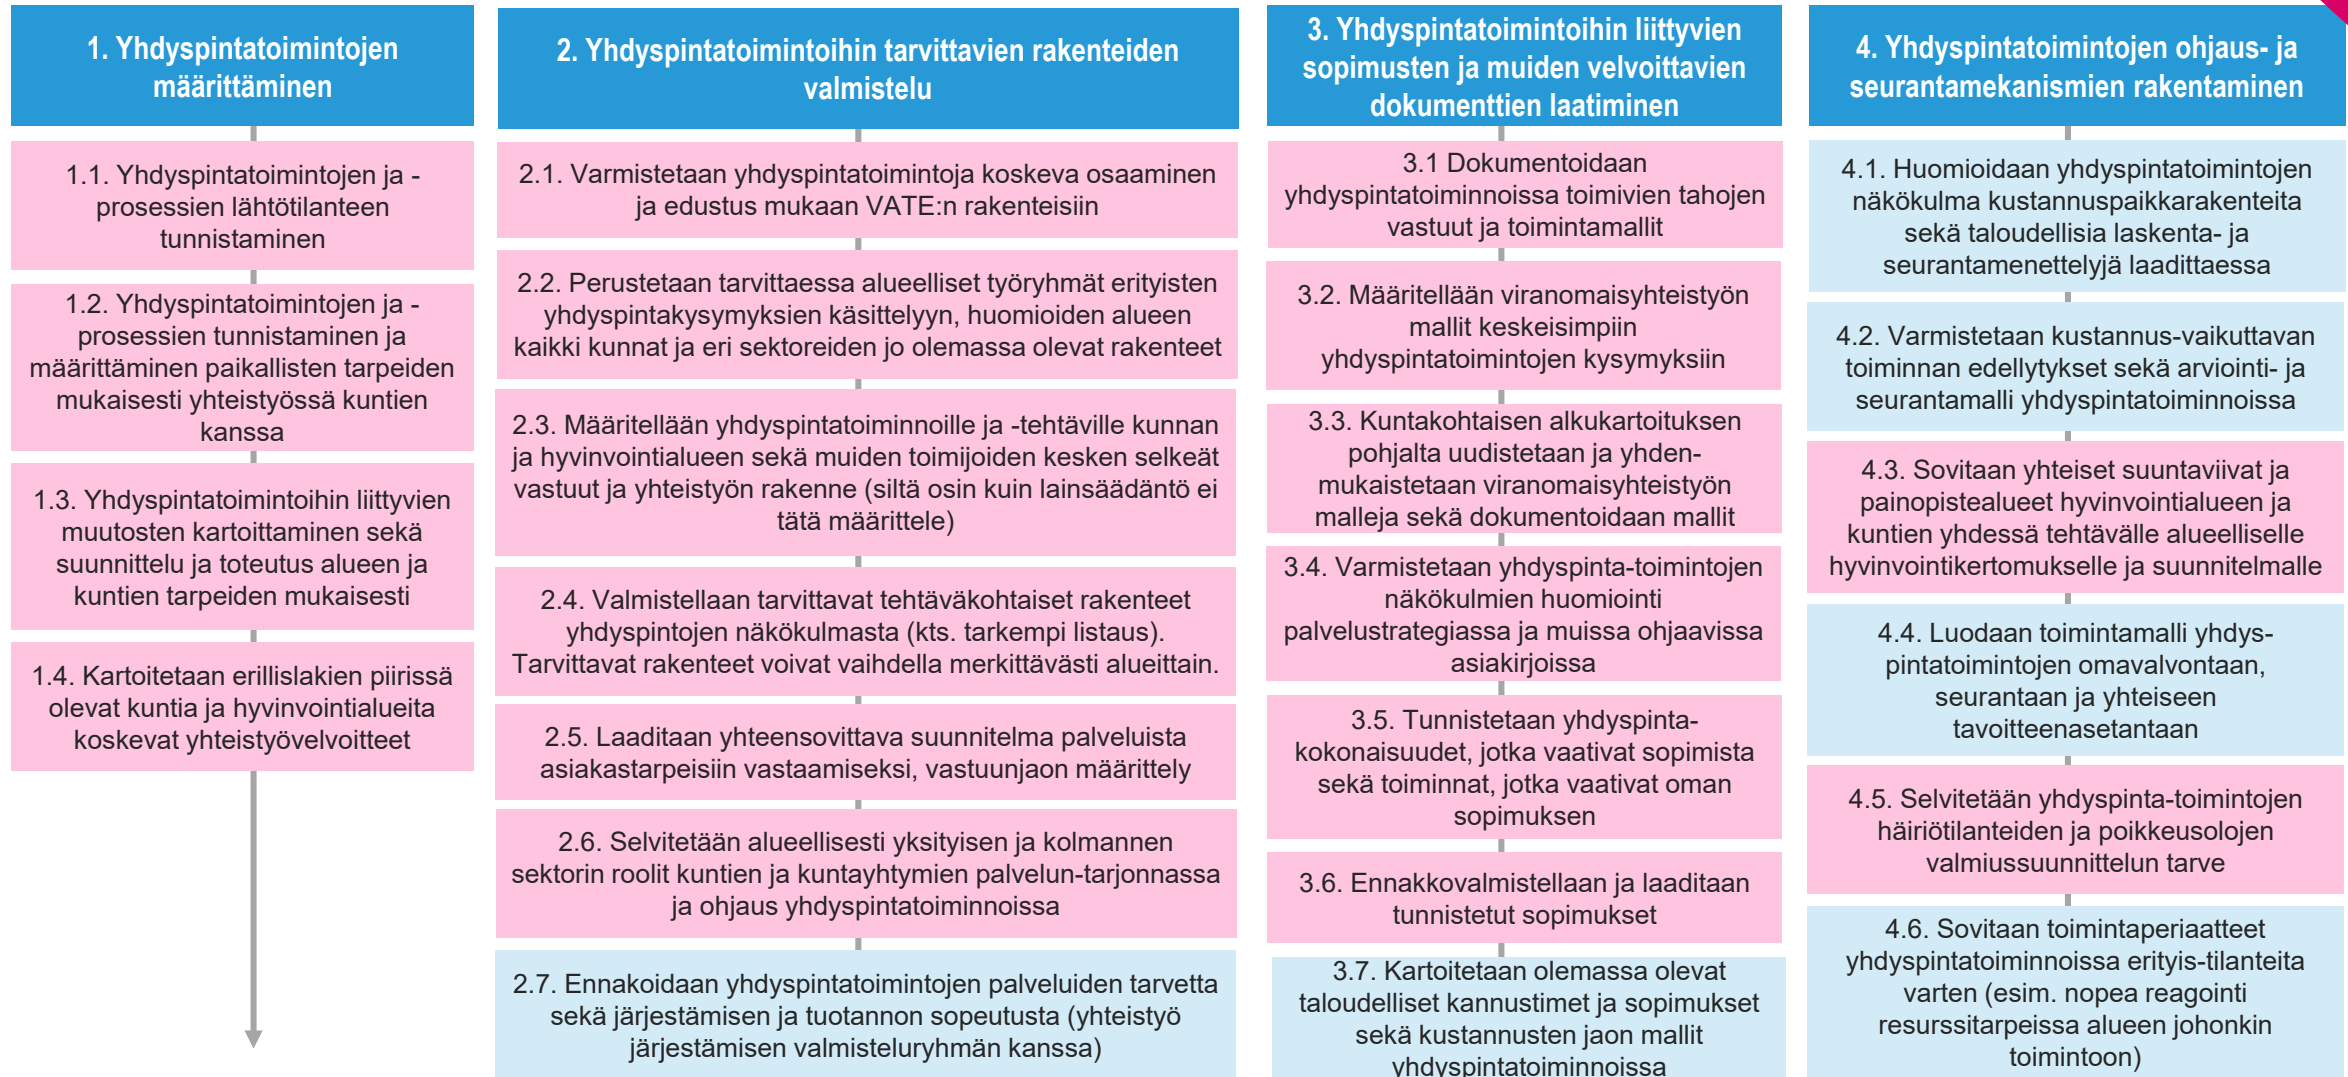 1. Yhdyspintatoimintojen
määrittäminen
1.1. Yhdyspintatoimintojen ja -
prosessien lähtötilanteen
tunnistaminen
1.2. Yhdyspintatoimintojen ja -
prosessien tunnistaminen ja
määrittäminen paikallisten tarpeiden
mukaisesti yhteistyössä kuntien
kanssa
1.3. Yhdyspintatoimintoihin liittyvien
muutosten kartoittaminen sekä
suunnittelu ja toteutus alueen ja
kuntien tarpeiden mukaisesti
1.4. Kartoitetaan erillislakien piirissä
olevat kuntia ja hyvinvointialueita
koskevat yhteistyövelvoitteet
2. Yhdyspintatoimintoihin tarvittavien rakenteiden
valmistelu
2.1. Varmistetaan yhdyspintatoimintoja koskeva osaaminen
ja edustus mukaan VATE:n rakenteisiin
2.2. Perustetaan tarvittaessa alueelliset työryhmät erityisten
yhdyspintakysymyksien käsittelyyn, huomioiden alueen
kaikki kunnat ja eri sektoreiden jo olemassa olevat rakenteet
2.3. Määritellään yhdyspintatoiminnoille ja -tehtäville kunnan
ja hyvinvointialueen sekä muiden toimijoiden kesken selkeät
vastuut ja yhteistyön rakenne (siltä osin kuin lainsäädäntö ei
tätä määrittele)
2.4. Valmistellaan tarvittavat tehtäväkohtaiset rakenteet
yhdyspintojen näkökulmasta (kts. tarkempi listaus).
Tarvittavat rakenteet voivat vaihdella merkittävästi alueittain.
2.5. Laaditaan yhteensovittava suunnitelma palveluista
asiakastarpeisiin vastaamiseksi, vastuunjaon määrittely
2.6. Selvitetään alueellisesti yksityisen ja kolmannen
sektorin roolit kuntien ja kuntayhtymien palvelun-tarjonnassa
ja ohjaus yhdyspintatoiminnoissa
2.7. Ennakoidaan yhdyspintatoimintojen palveluiden tarvetta
sekä järjestämisen ja tuotannon sopeutusta (yhteistyö
järjestämisen valmisteluryhmän kanssa)
3. Yhdyspintatoimintoihin liittyvien
sopimusten ja muiden velvoittavien
dokumenttien laatiminen
3.1 Dokumentoidaan
yhdyspintatoiminnoissa toimivien tahojen
vastuut ja toimintamallit
3.2. Määritellään viranomaisyhteistyön
mallit keskeisimpiin
yhdyspintatoimintojen kysymyksiin
3.3. Kuntakohtaisen alkukartoituksen
pohjalta uudistetaan ja yhden-
mukaistetaan viranomaisyhteistyön
malleja sekä dokumentoidaan mallit
3.4. Varmistetaan yhdyspinta-toimintojen
näkökulmien huomiointi
palvelustrategiassa ja muissa ohjaavissa
asiakirjoissa
3.5. Tunnistetaan yhdyspinta-
kokonaisuudet, jotka vaativat sopimista
sekä toiminnat, jotka vaativat oman
sopimuksen
3.6. Ennakkovalmistellaan ja laaditaan
tunnistetut sopimukset
3.7. Kartoitetaan olemassa olevat
taloudelliset kannustimet ja sopimukset
sekä kustannusten jaon mallit
yhdyspintatoiminnoissa
4. Yhdyspintatoimintojen ohjaus- ja
seurantamekanismien rakentaminen
4.1. Huomioidaan yhdyspintatoimintojen
näkökulma kustannuspaikkarakenteita
sekä taloudellisia laskenta- ja
seurantamenettelyjä laadittaessa
4.2. Varmistetaan kustannus-vaikuttavan
toiminnan edellytykset sekä arviointi- ja
seurantamalli yhdyspintatoiminnoissa
4.3. Sovitaan yhteiset suuntaviivat ja
painopistealueet hyvinvointialueen ja
kuntien yhdessä tehtävälle alueelliselle
hyvinvointikertomukselle ja suunnitelmalle
4.4. Luodaan toimintamalli yhdys-
pintatoimintojen omavalvontaan,
seurantaan ja yhteiseen
tavoitteenasetantaan
4.5. Selvitetään yhdyspinta-toimintojen
häiriötilanteiden ja poikkeusolojen
valmiussuunnittelun tarve
4.6. Sovitaan toimintaperiaatteet
yhdyspintatoiminnoissa erityis-tilanteita
varten (esim. nopea reagointi
resurssitarpeissa alueen johonkin
toimintoon)